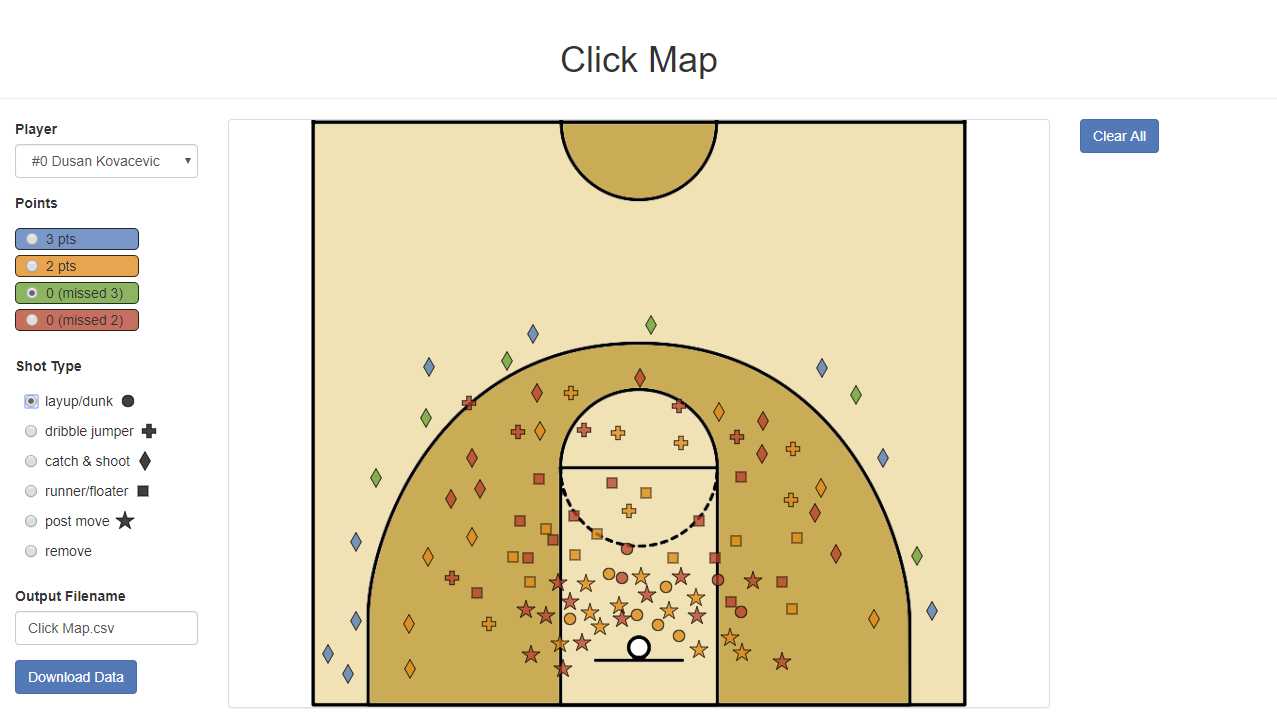 Click Map
Player
#0 Dusan Kovacevic
Points
3 pts
2 pts
0 (missed 3)
0 (missed 2)
Shot Type
layup/dunk
dribble jumper
catch & shoot
runner/floater
post move
remove
Output Filename
Click Map.csv
Download Data
Clear All